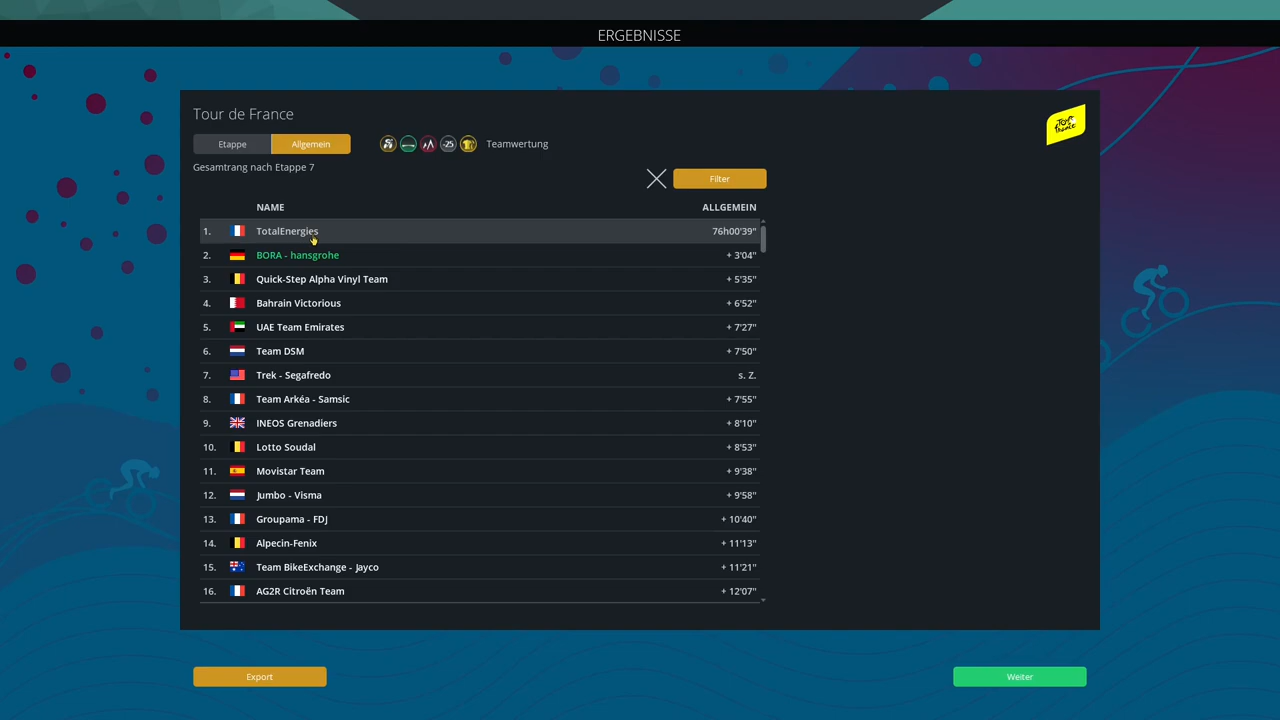 ERGEBNISSE
Tour de France
Etappe Allgemein -25 Teamwertung
Gesamtrang nach Etappe 7
Filter
NAME ALLGEMEIN
1. TotalEnergies 76h00'39"
2. BORA - hansgrohe + 3'04"
3. Quick-Step Alpha Vinyl Team + 5'35"
4. Bahrain Victorious + 6'52"
5. UAE Team Emirates + 7'27"
6. Team DSM + 7'50"
7. Trek - Segafredo s. Z.
8. Team Arkéa - Samsic + 7'55"
9. INEOS Grenadiers + 8'10"
10. Lotto Soudal + 8'53"
11. Movistar Team + 9'38"
12. Jumbo - Visma + 9'58"
13. Groupama - FDJ + 10'40"
14. Alpecin-Fenix + 11'13"
15. Team BikeExchange - Jayco + 11'21"
16. AG2R Citroën Team + 12'07"
Export Weiter